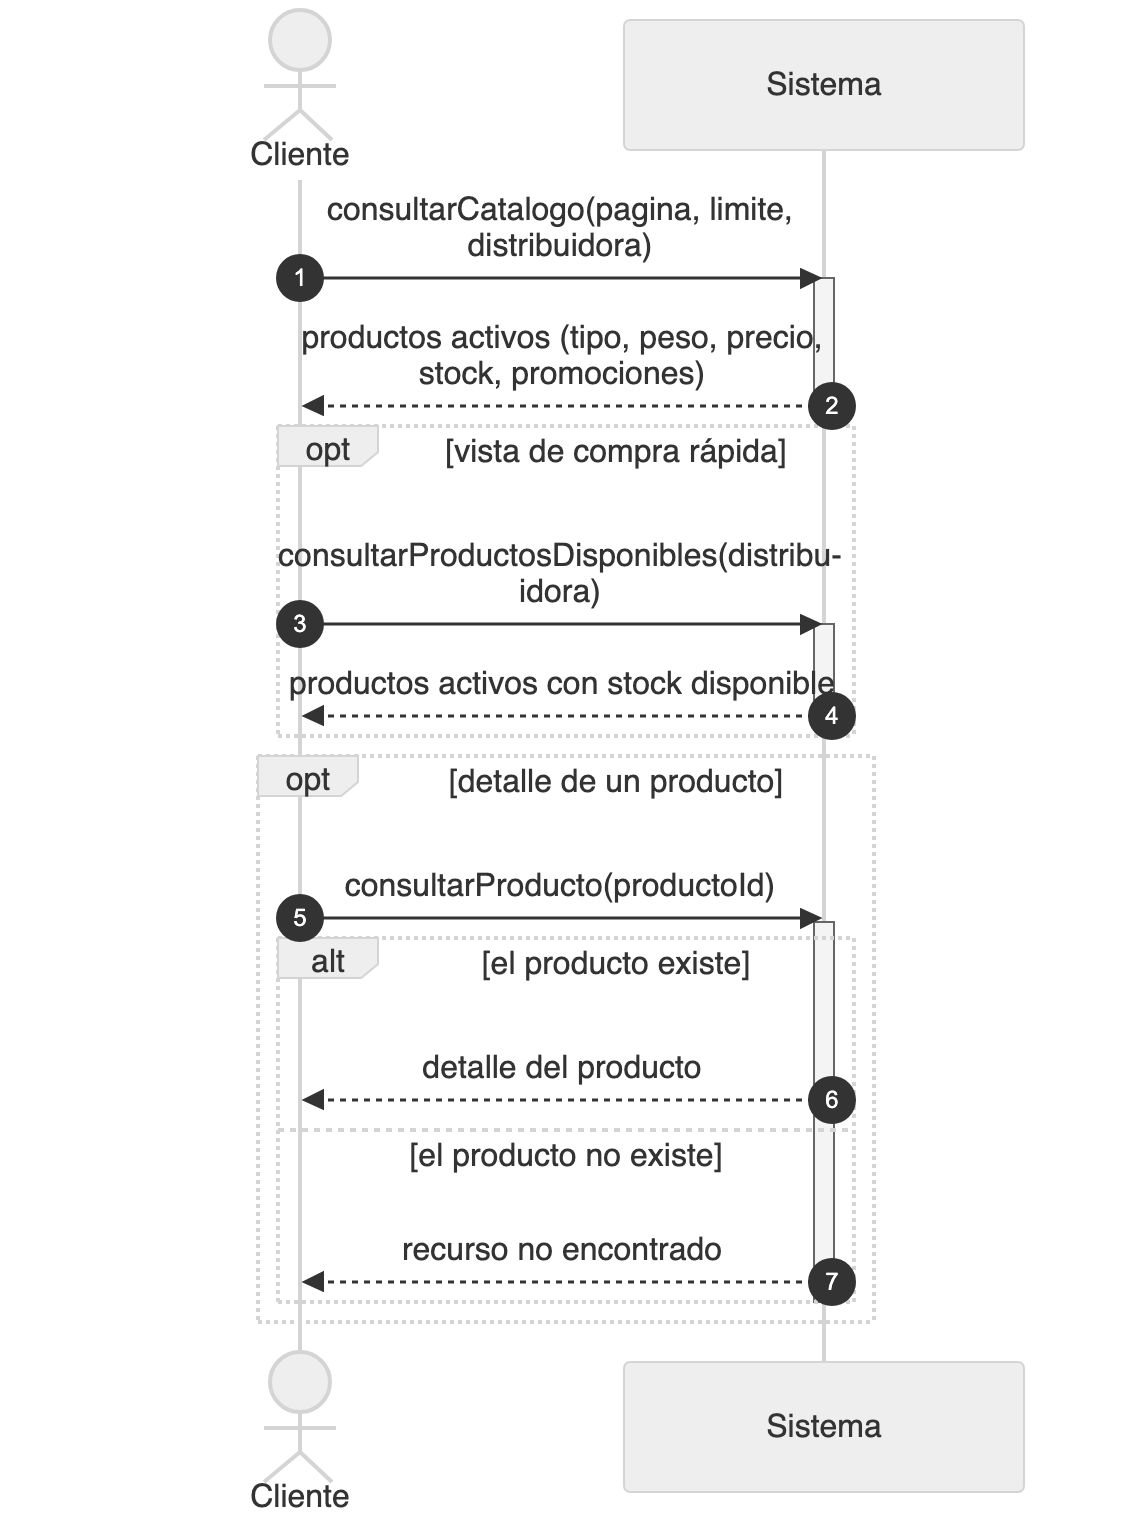 Cliente
Sistema
consultarCatalogo(pagina, limite,
distribuidora)
1
productos activos (tipo, peso, precio,
stock, promociones)
2
opt
[vista de compra rápida]
consultarProductosDisponibles(distribu-
idora)
3
productos activos con stock disponible
4
opt
[detalle de un producto]
consultarProducto(productoId)
5
alt
[el producto existe]
detalle del producto
6
[el producto no existe]
recurso no encontrado
7
Cliente
Sistema